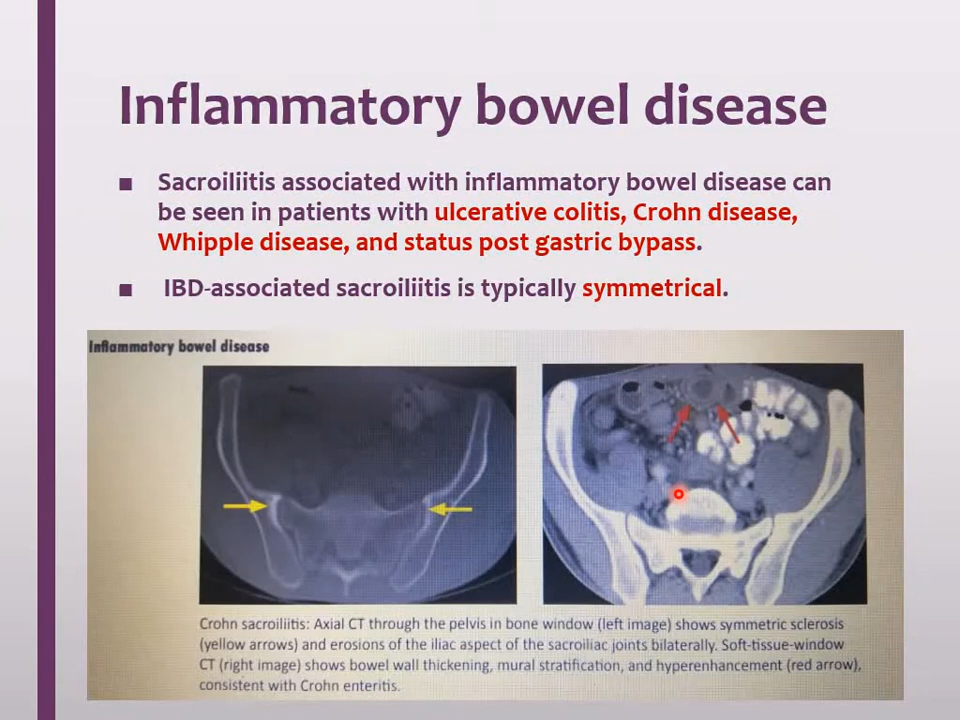 Inflammatory bowel disease
■ Sacroiliitis associated with inflammatory bowel disease can
be seen in patients with ulcerative colitis, Crohn disease,
Whipple disease, and status post gastric bypass.
■ IBD-associated sacroiliitis is typically symmetrical.
Inflammatory bowel disease
Crohn sacroiliitis: Axial CT through the pelvis in bone window (left image) shows symmetric sclerosis
(yellow arrows) and erosions of the iliac aspect of the sacroiliac joints bilaterally. Soft-tissue-window
CT (right image) shows bowel wall thickening, mural stratification, and hyperenhancement (red arrow),
consistent with Crohn enteritis.